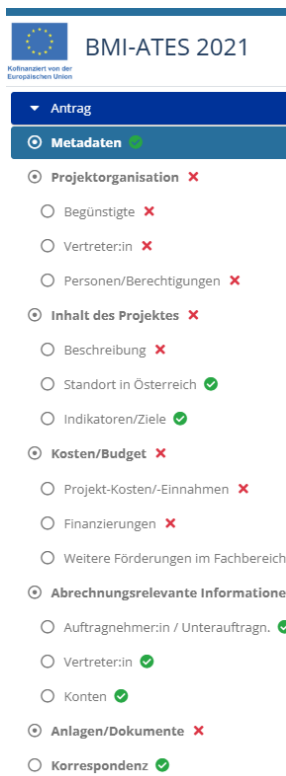 BMI-ATES 2021
Kofinanziert von der
Europäischen Union
Antrag
Metadaten
Projektorganisation
Begünstigte
Vertreter:in
Personen/Berechtigungen
Inhalt des Projektes
Beschreibung
Standort in Österreich
Indikatoren/Ziele
Kosten/Budget
Projekt-Kosten/-Einnahmen
Finanzierungen
Weitere Förderungen im Fachbereich
Abrechnungsrelevante Informatione
Auftragnehmer:in / Unterauftragn.
Vertreter:in
Konten
Anlagen/Dokumente
Korrespondenz